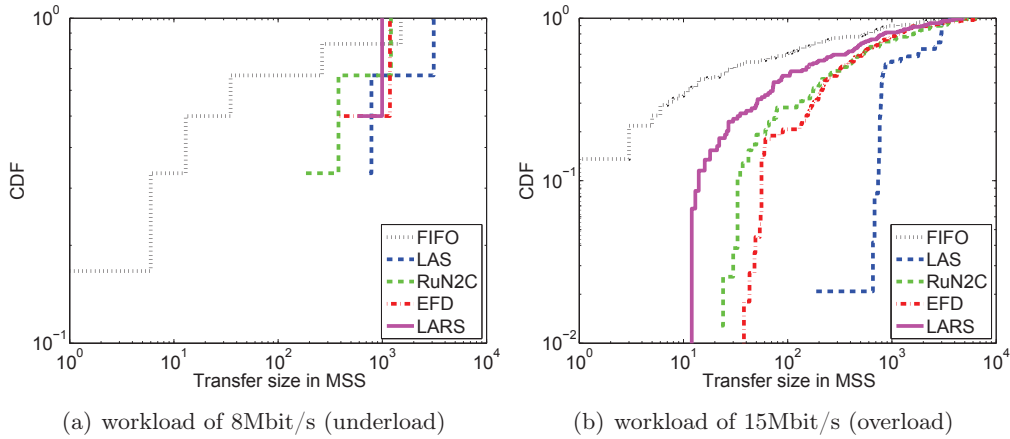 10^0
CDF
10^-1
10^0
10^1
10^2
10^3
10^4
Transfer size in MSS
FIFO
LAS
RuN2C
EFD
LARS
(a) workload of 8Mbit/s (underload)
10^0
10^-1
CDF
10^-2
10^0
10^1
10^2
10^3
10^4
Transfer size in MSS
FIFO
LAS
RuN2C
EFD
LARS
(b) workload of 15Mbit/s (overload)